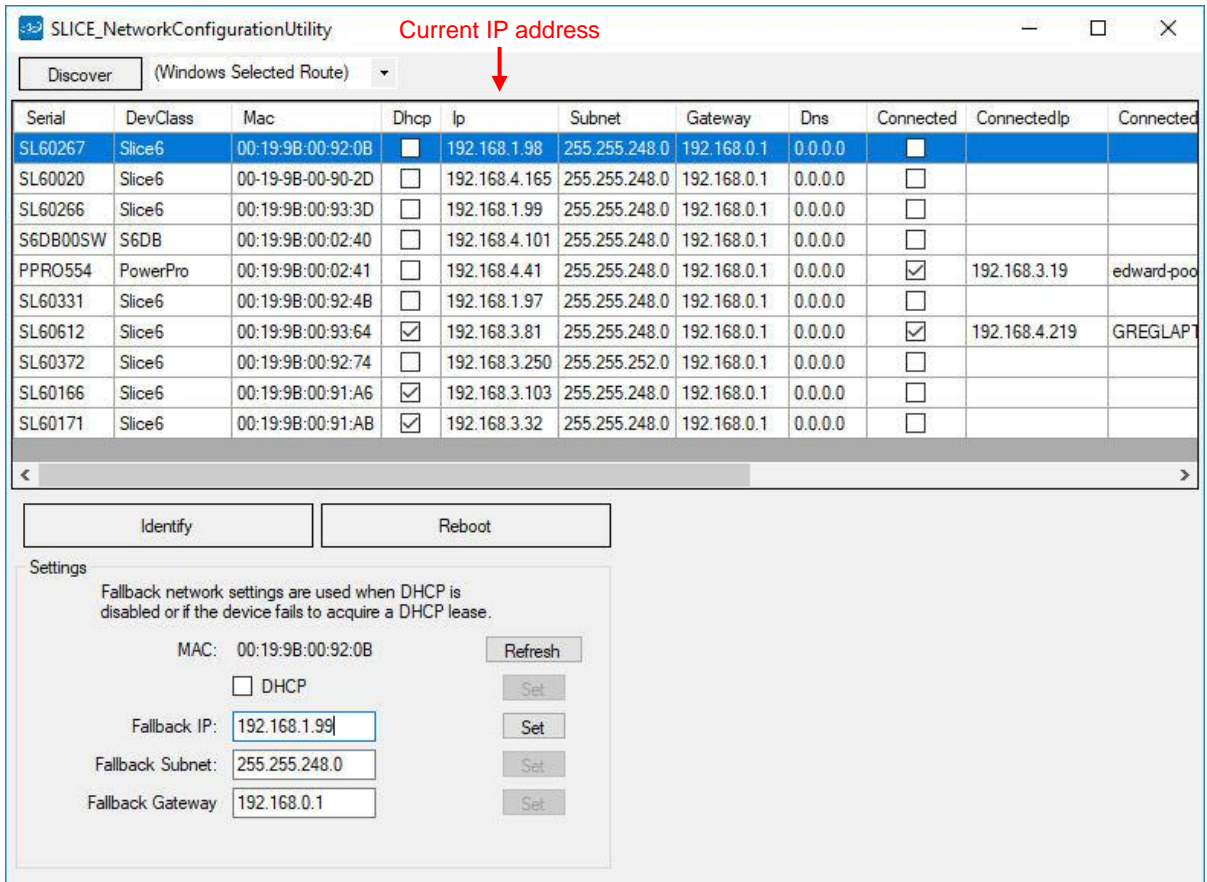 SLICE_NetworkConfigurationUtility
Current IP address
Discover (Windows Selected Route)
Serial DevClass Mac Dhcp Ip Subnet Gateway Dns Connected ConnectedIp Connected
SL60267 Slice6 00:19:9B:00:92:0B 192.168.1.98 255.255.248.0 192.168.0.1 0.0.0.0
SL60020 Slice6 00-19-9B-00-90-2D 192.168.4.165 255.255.248.0 192.168.0.1 0.0.0.0
SL60266 Slice6 00:19:9B:00:93:3D 192.168.1.99 255.255.248.0 192.168.0.1 0.0.0.0
S6DB00SW S6DB 00:19:9B:00:02:40 192.168.4.101 255.255.248.0 192.168.0.1 0.0.0.0
PPRO554 PowerPro 00:19:9B:00:02:41 192.168.4.41 255.255.248.0 192.168.0.1 0.0.0.0 192.168.3.19 edward-poo
SL60331 Slice6 00:19:9B:00:92:4B 192.168.1.97 255.255.248.0 192.168.0.1 0.0.0.0
SL60612 Slice6 00:19:9B:00:93:64 192.168.3.81 255.255.248.0 192.168.0.1 0.0.0.0 192.168.4.219 GREGLAPT
SL60372 Slice6 00:19:9B:00:92:74 192.168.3.250 255.255.252.0 192.168.0.1 0.0.0.0
SL60166 Slice6 00:19:9B:00:91:A6 192.168.3.103 255.255.248.0 192.168.0.1 0.0.0.0
SL60171 Slice6 00:19:9B:00:91:AB 192.168.3.32 255.255.248.0 192.168.0.1 0.0.0.0
Identify Reboot
Settings
Fallback network settings are used when DHCP is
disabled or if the device fails to acquire a DHCP lease.
MAC: 00:19:9B:00:92:0B Refresh
DHCP Set
Fallback IP: 192.168.1.99 Set
Fallback Subnet: 255.255.248.0 Set
Fallback Gateway 192.168.0.1 Set